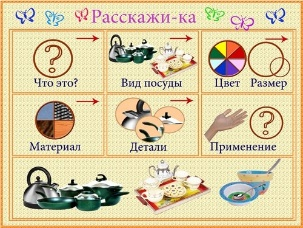 Расскажи-ка
Что это?
Вид посуды
Цвет Размер
Материал
Детали
Применение